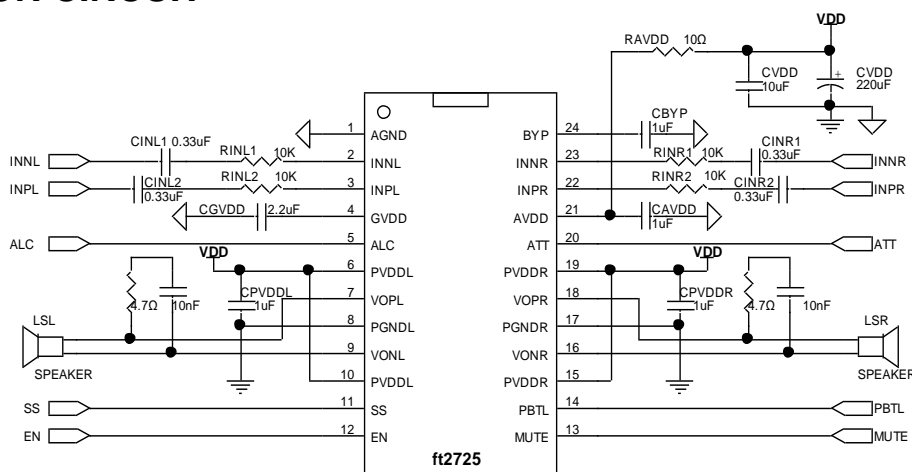 VDD
RAVDD 10Ω
CVDD
10uF
CVDD
220uF
+
CINL1 0.33uF
RINL1 10K
INNL
CINL2
0.33uF
RINL2 10K
INPL
CGVDD 2.2uF
ALC
VDD
CPVDDL
1uF
4.7Ω
10nF
LSL
SPEAKER
SS
EN
1 AGND
2 INNL
3 INPL
4 GVDD
5 ALC
6 PVDDL
7 VOPL
8 PGNDL
9 VONL
10 PVDDL
11 SS
12 EN
ft2725
BYP 24
INNR 23
INPR 22
AVDD 21
ATT 20
PVDDR 19
VOPR 18
PGNDR 17
VONR 16
PVDDR 15
PBTL 14
MUTE 13
CBYP
1uF
RINR1 10K
CINR1
0.33uF
INNR
RINR2 10K
CINR2
0.33uF
INPR
CAVDD
1uF
ATT
VDD
CPVDDR
1uF
4.7Ω
10nF
LSR
SPEAKER
PBTL
MUTE